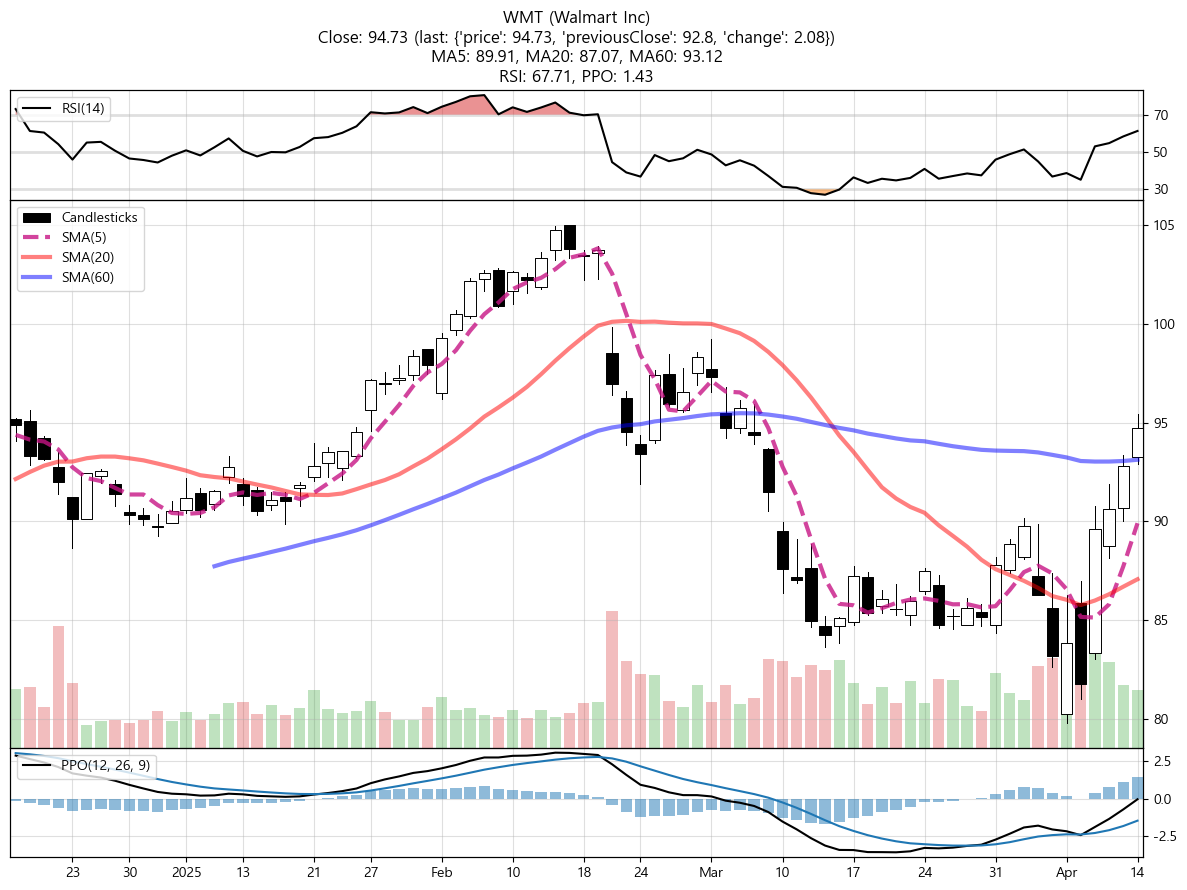 WMT (Walmart Inc)
Close: 94.73 (last: {'price': 94.73, 'previousClose': 92.8, 'change': 2.08})
MA5: 89.91, MA20: 87.07, MA60: 93.12
RSI: 67.71, PPO: 1.43
RSI(14)
70
50
30
Candlesticks
SMA(5)
SMA(20)
SMA(60)
105
100
95
90
85
80
PPO(12, 26, 9)
2.5
0.0
−2.5
23 30 2025 13 21 27 Feb 10 18 24 Mar 10 17 24 31 Apr 14